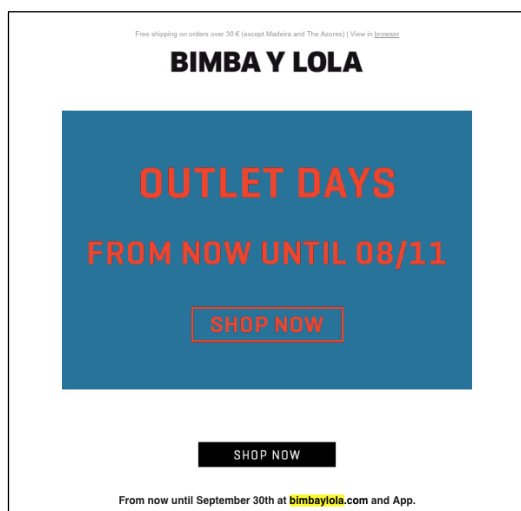 Free shipping on orders over 30 € (except Madeira and The Azores) | View in browser
BIMBA Y LOLA
OUTLET DAYS
FROM NOW UNTIL 08/11
SHOP NOW
SHOP NOW
From now until September 30th at bimbaylola.com and App.